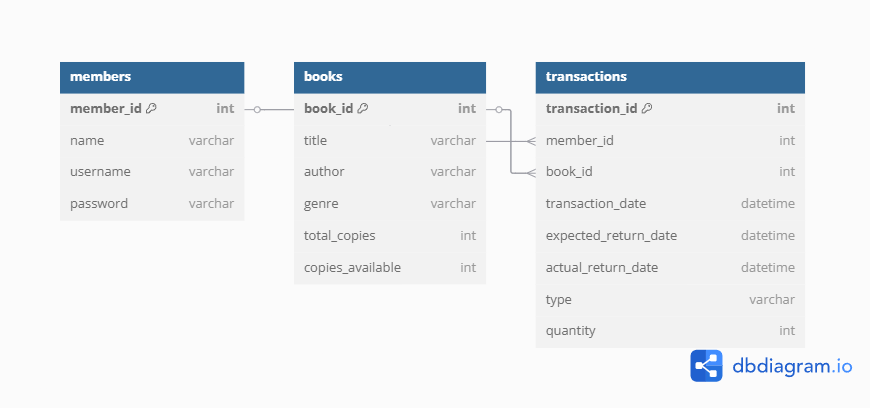 members
member_id int
name varchar
username varchar
password varchar
books
book_id int
title varchar
author varchar
genre varchar
total_copies int
copies_available int
transactions
transaction_id int
member_id int
book_id int
transaction_date datetime
expected_return_date datetime
actual_return_date datetime
type varchar
quantity int
dbdiagram.io